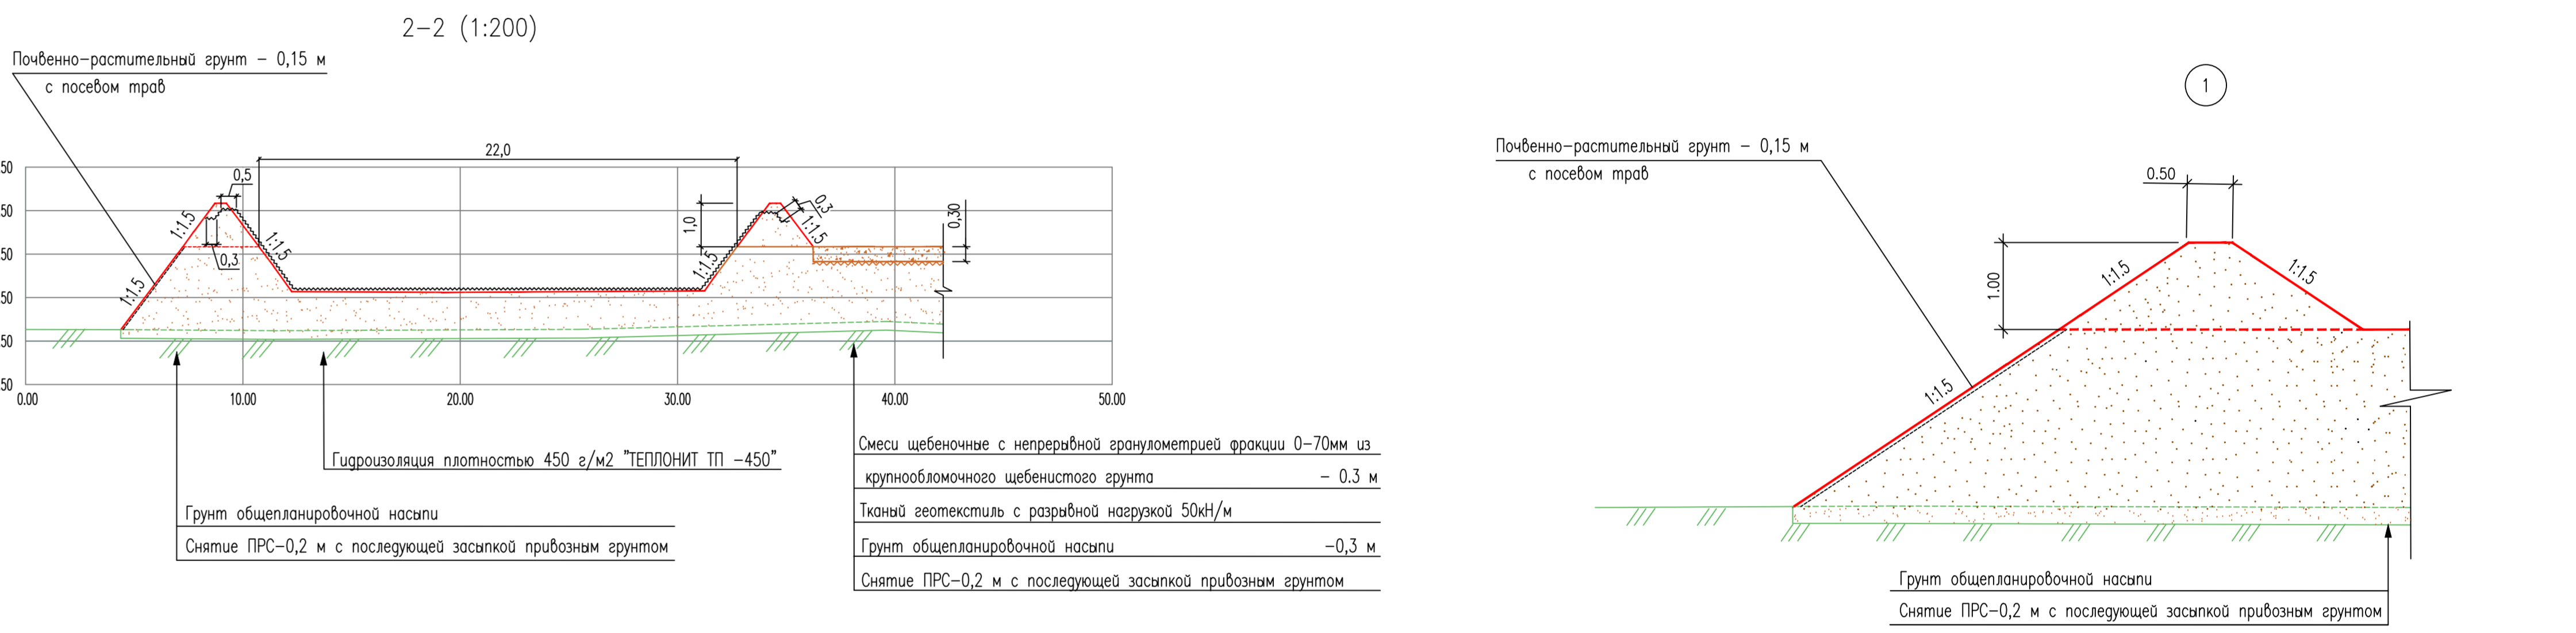 2-2 (1:200)
Почвенно-растительный грунт - 0,15 м
с посевом трав
22,0
0,5
1:1.5
1:1.5
0,3
1:1.5
1,0
1:1.5
0,3
1:1.5
0,30
50
50
50
50
50
50
0.00
10.00
20.00
30.00
40.00
50.00
Гидроизоляция плотностью 450 г/м2 "ТЕПЛОНИТ ТП -450"
Грунт общепланировочной насыпи
Снятие ПРС-0,2 м с последующей засыпкой привозным грунтом
Смеси щебеночные с непрерывной гранулометрией фракции 0-70мм из
крупнообломочного щебенистого грунта - 0.3 м
Тканый геотекстиль с разрывной нагрузкой 50кН/м
Грунт общепланировочной насыпи -0,3 м
Снятие ПРС-0,2 м с последующей засыпкой привозным грунтом
1
Почвенно-растительный грунт - 0,15 м
с посевом трав
0.50
1.00
1:1.5
1:1.5
1:1.5
Грунт общепланировочной насыпи
Снятие ПРС-0,2 м с последующей засыпкой привозным грунтом